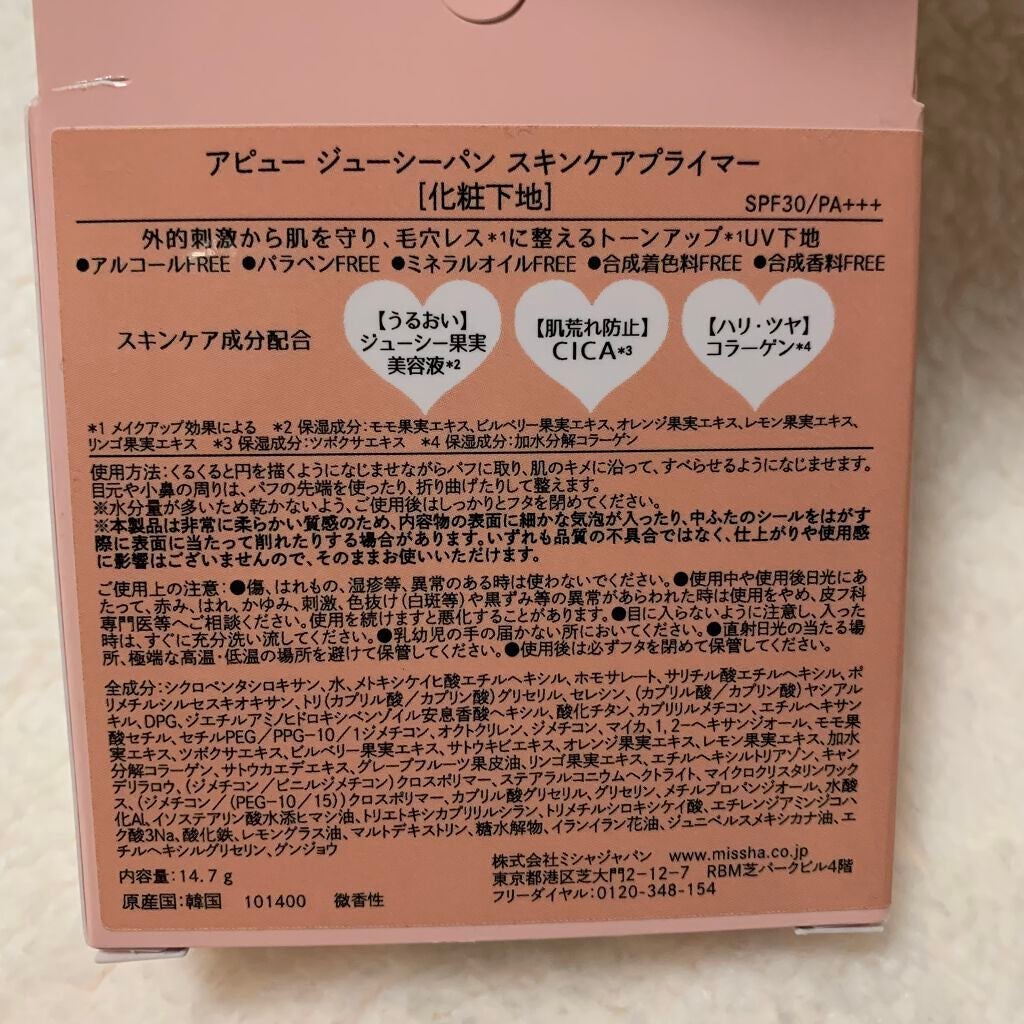 アピュー ジューシーパン スキンケアプライマー
[化粧下地]
SPF30/PA+++
外的刺激から肌を守り、毛穴レス*1に整えるトーンアップ*1UV下地
●アルコールFREE ●パラベンFREE ●ミネラルオイルFREE ●合成着色料FREE ●合成香料FREE
スキンケア成分配合
【うるおい】
ジューシー果実
美容液*2
【肌荒れ防止】
CICA*3
【ハリ・ツヤ】
コラーゲン*4
*1 メイクアップ効果による *2 保湿成分:モモ果実エキス、ビルベリー果実エキス、オレンジ果実エキス、レモン果実エキス、
リンゴ果実エキス *3 保湿成分:ツボクサエキス *4 保湿成分:加水分解コラーゲン
使用方法:くるくると円を描くようになじませながらパフに取り、肌のキメに沿って、すべらせるようになじませます。
目元や小鼻の周りは、パフの先端を使ったり、折り曲げたりして整えます。
※水分量が多いため乾かないよう、ご使用後はしっかりとフタを閉めてください。
※本製品は非常に柔らかい質感のため、内容物の表面に細かな気泡が入ったり、中ふたのシールをはがす
際に表面に当たって削れたりする場合があります。いずれも品質の不具合ではなく、仕上がりや使用感
に影響はございませんので、そのままお使いいただけます。
ご使用上の注意:●傷、はれもの、湿疹等、異常のある時は使わないでください。●使用中や使用後日光にあ
たって、赤み、はれ、かゆみ、刺激、色抜け(白斑等)や黒ずみ等の異常があらわれた時は使用をやめ、皮フ科
専門医等へご相談ください。使用を続けますと悪化することがあります。●目に入らないように注意し、入った
時は、すぐに充分洗い流してください。●乳幼児の手の届かない所においてください。●直射日光の当たる場
所、極端な高温・低温の場所を避けて保管してください。●使用後は必ずフタを閉めて保管してください。
全成分:シクロペンタシロキサン、水、メトキシケイヒ酸エチルヘキシル、ホモサレート、サリチル酸エチルヘキシル、ポ
リメチルシルセスキオキサン、トリ(カプリル酸/カプリン酸)グリセリル、セレシン、(カプリル酸/カプリン酸)ヤシアル
キル、DPG、ジエチルアミノヒドロキシベンゾイル安息香酸ヘキシル、酸化チタン、カプリリルメチコン、エチルヘキサン
酸セチル、セチルPEG/PPG-10/1ジメチコン、オクトクリレン、ジメチコン、マイカ、1,2-ヘキサンジオール、モモ果
実エキス、ツボクサエキス、ビルベリー果実エキス、サトウキビエキス、オレンジ果実エキス、レモン果実エキス、加水
分解コラーゲン、サトウカエデエキス、グレープフルーツ果皮油、リンゴ果実エキス、エチルヘキシルトリアゾン、キャン
デリラロウ、(ジメチコン/ビニルジメチコン)クロスポリマー、ステアラルコニウムヘクトライト、マイクロクリスタリンワック
ス、(ジメチコン/(PEG-10/15))クロスポリマー、カプリル酸グリセリル、グリセリン、メチルプロパンジオール、水酸
化Al、イソステアリン酸水添ヒマシ油、トリエトキシカプリリルシラン、トリメチルシロキシケイ酸、エチレンジアミンジコハ
ク酸3Na、酸化鉄、レモングラス油、マルトデキストリン、糖水解物、イランイラン花油、ジュニペルスメキシカナ油、エ
チルヘキシルグリセリン、グンジョウ
内容量:14.7g
原産国:韓国 101400 微香性
株式会社ミシャジャパン www.missha.co.jp
東京都港区芝大門2-12-7 RBM芝パークビル4階
フリーダイヤル:0120-348-154